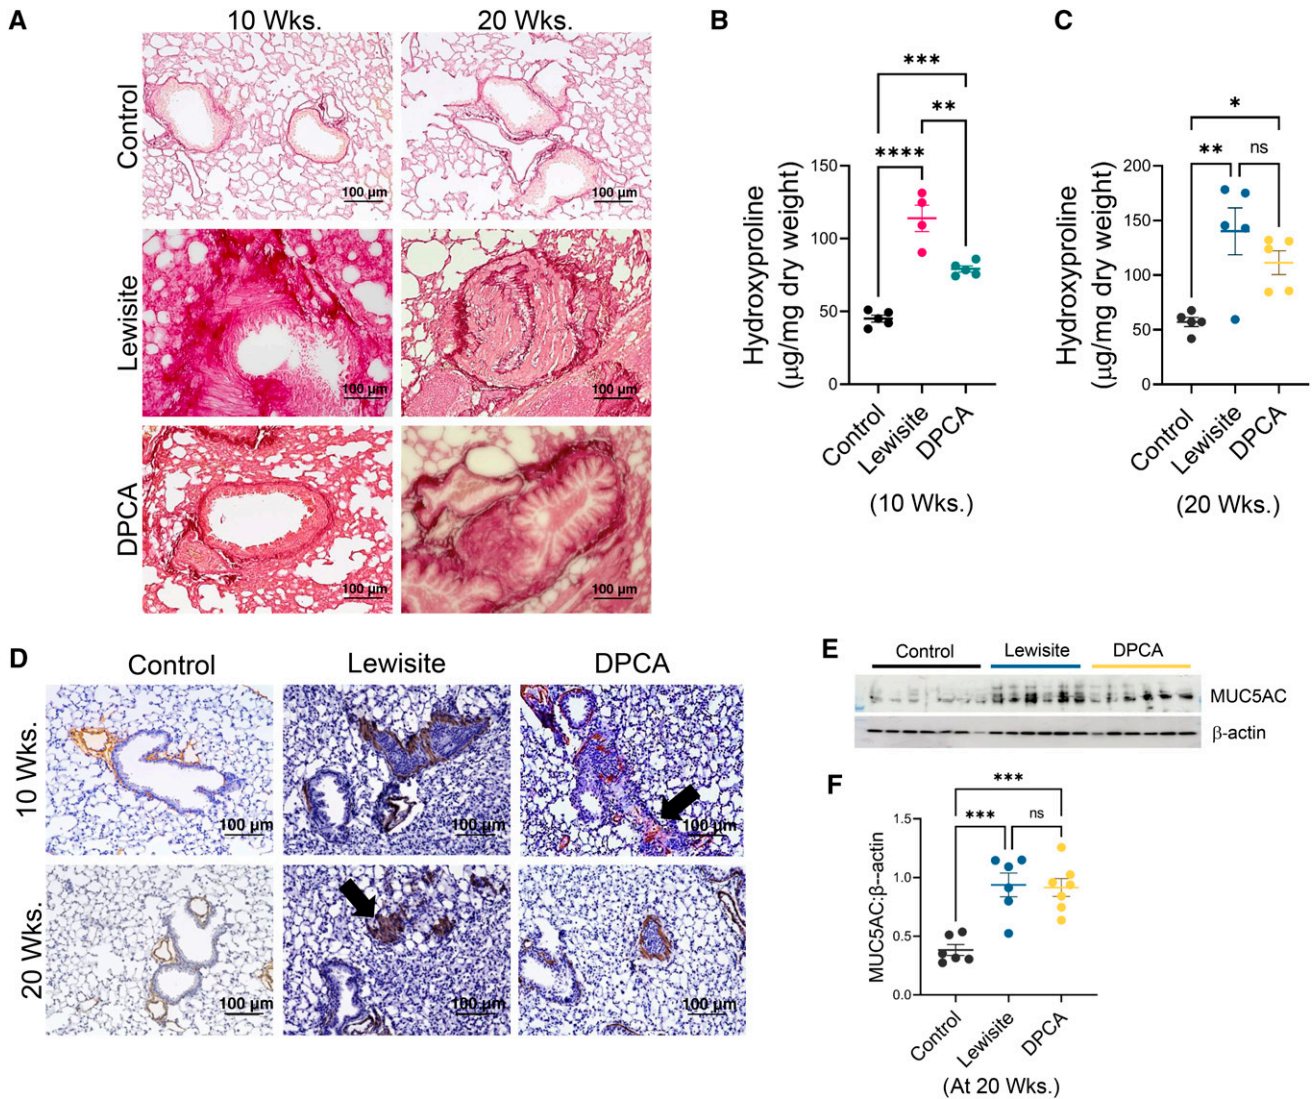 A
10 Wks.
20 Wks.
Control
100 µm
100 µm
Lewisite
100 µm
100 µm
DPCA
100 µm
100 µm
B
***
**
****
Hydroxyproline
(µg/mg dry weight)
150
100
50
0
Control
Lewisite
DPCA
(10 Wks.)
C
*
**
ns
Hydroxyproline
(µg/mg dry weight)
200
150
100
50
0
Control
Lewisite
DPCA
(20 Wks.)
D
Control
Lewisite
DPCA
10 Wks.
100 µm
100 µm
100 µm
20 Wks.
100 µm
100 µm
100 µm
E
Control
Lewisite
DPCA
MUC5AC
β-actin
F
***
***
ns
MUC5AC:β--actin
1.5
1.0
0.5
0.0
Control
Lewisite
DPCA
(At 20 Wks.)